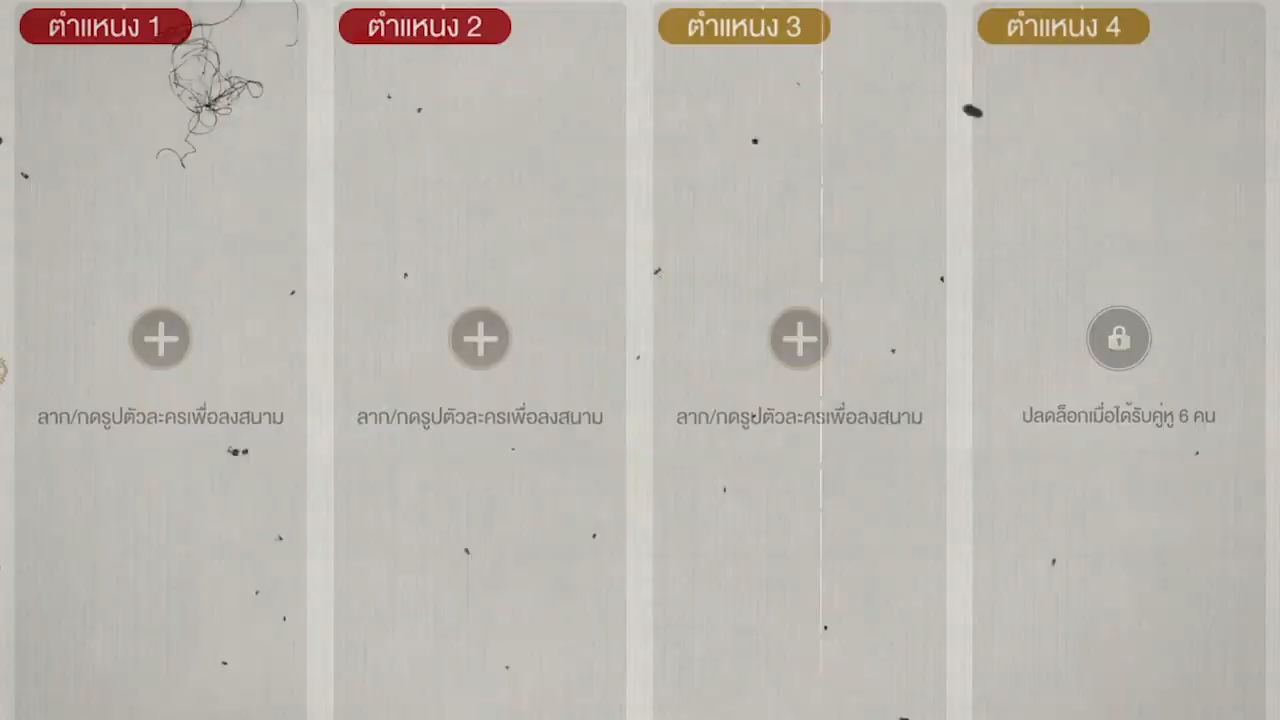 ตำแหน่ง 1
ตำแหน่ง 2
ตำแหน่ง 3
ตำแหน่ง 4
ลาก/กดรูปตัวละครเพื่อลงสนาม
ลาก/กดรูปตัวละครเพื่อลงสนาม
ลาก/กดรูปตัวละครเพื่อลงสนาม
ปลดล็อกเมื่อได้รับคู่หู 6 คน